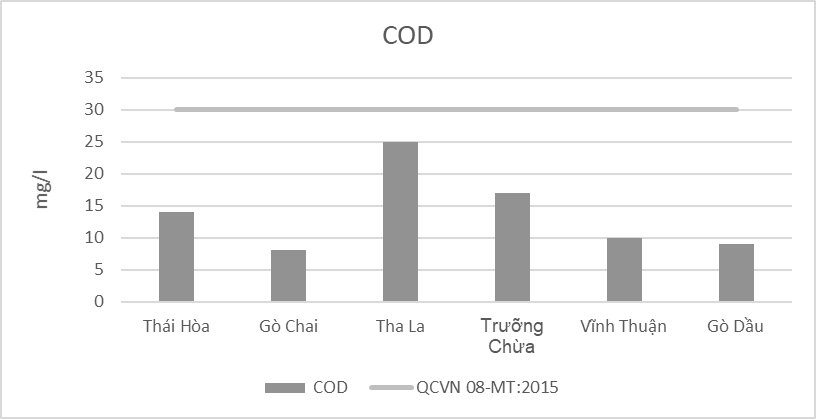 COD
mg/l
35
30
25
20
15
10
5
0
Thái Hòa Gò Chai Tha La Trưỡng Chừa Vĩnh Thuận Gò Dầu
COD QCVN 08-MT:2015